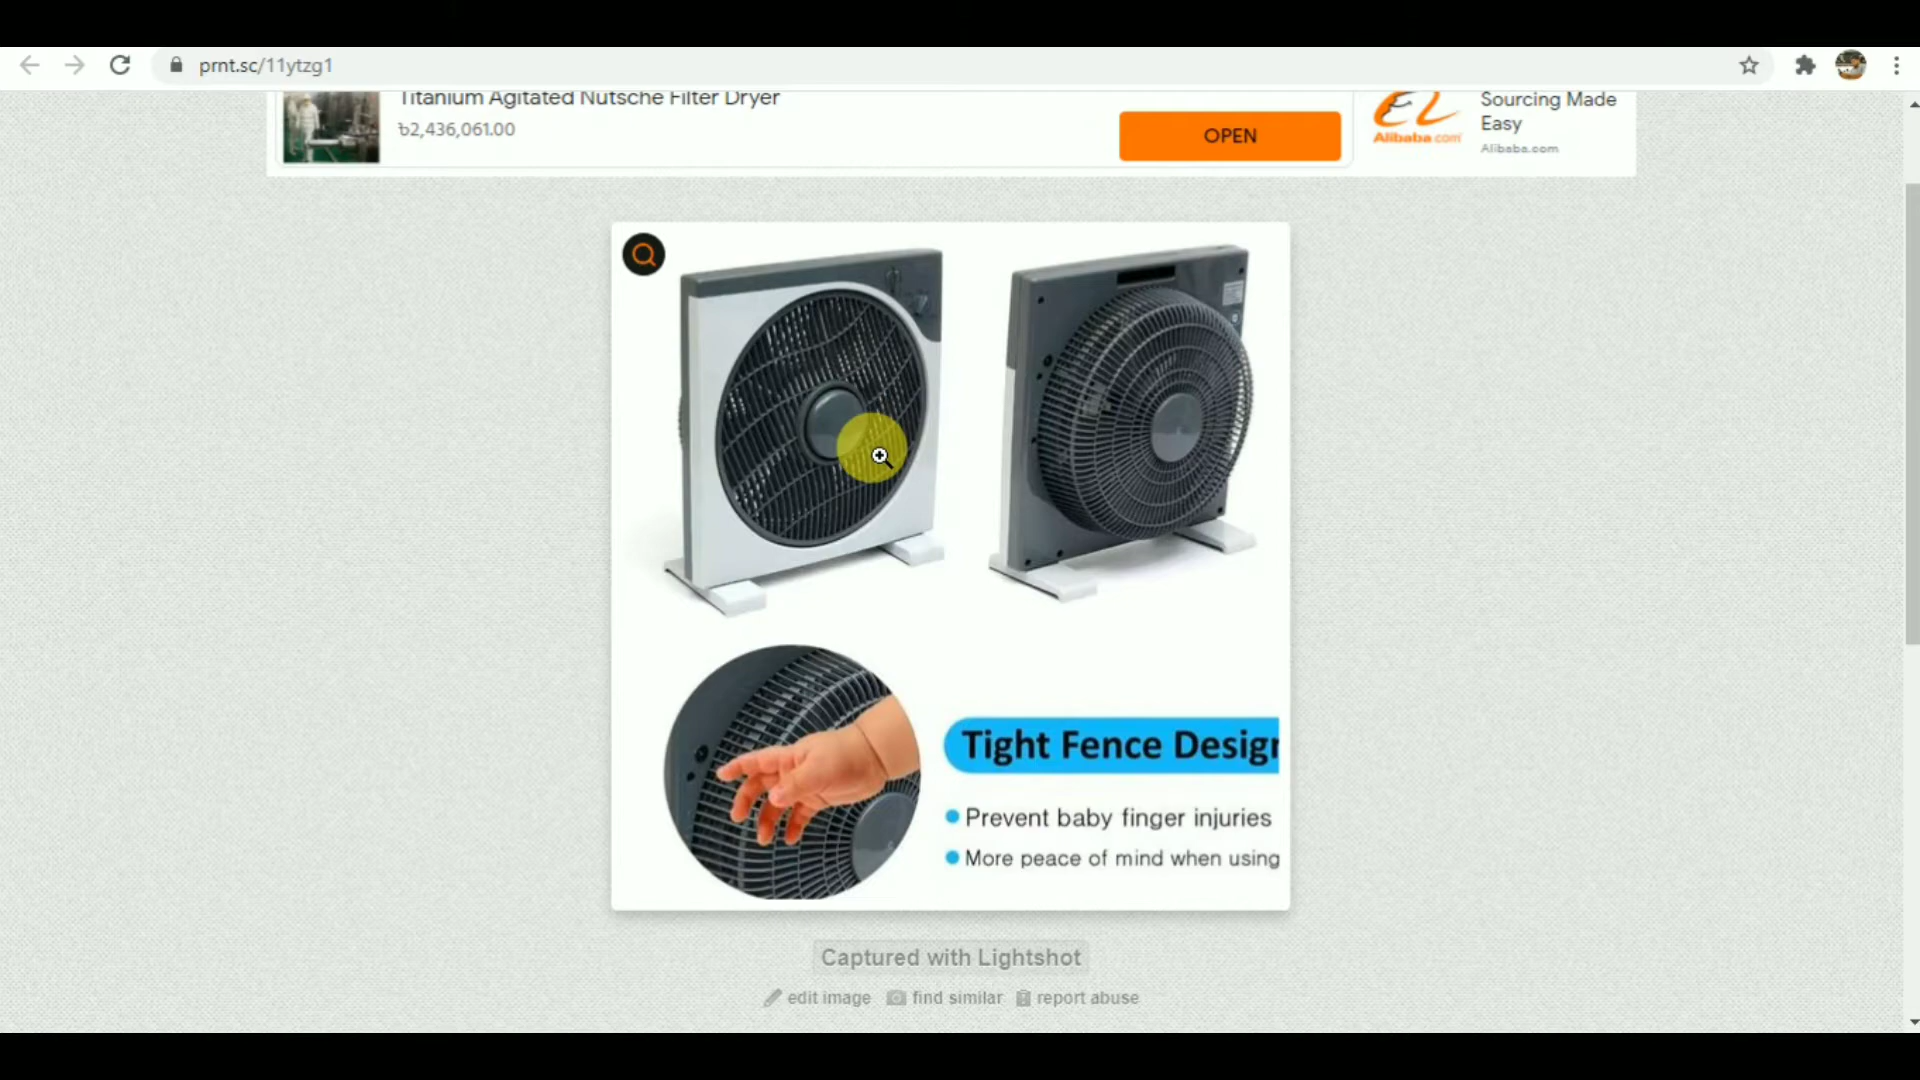 prnt.sc/11ytzg1
Titanium Agitated Nutsche Filter Dryer
৳2,436,061.00
OPEN
Alibaba.com
Sourcing Made
Easy
Alibaba.com
Tight Fence Design
Prevent baby finger injuries
More peace of mind when using
Captured with Lightshot
edit image find similar report abuse